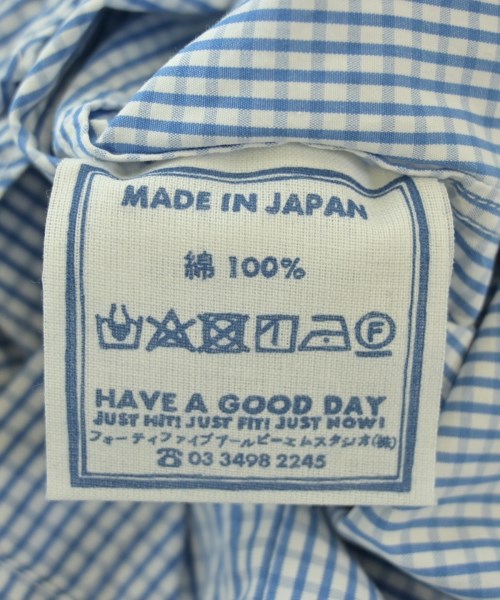 MADE IN JAPAN
綿 100%
F
HAVE A GOOD DAY
JUST HIT! JUST FIT! JUST NOW!
フォーティファイブアールピーエムスタジオ(株)
☎ 03 3498 2245